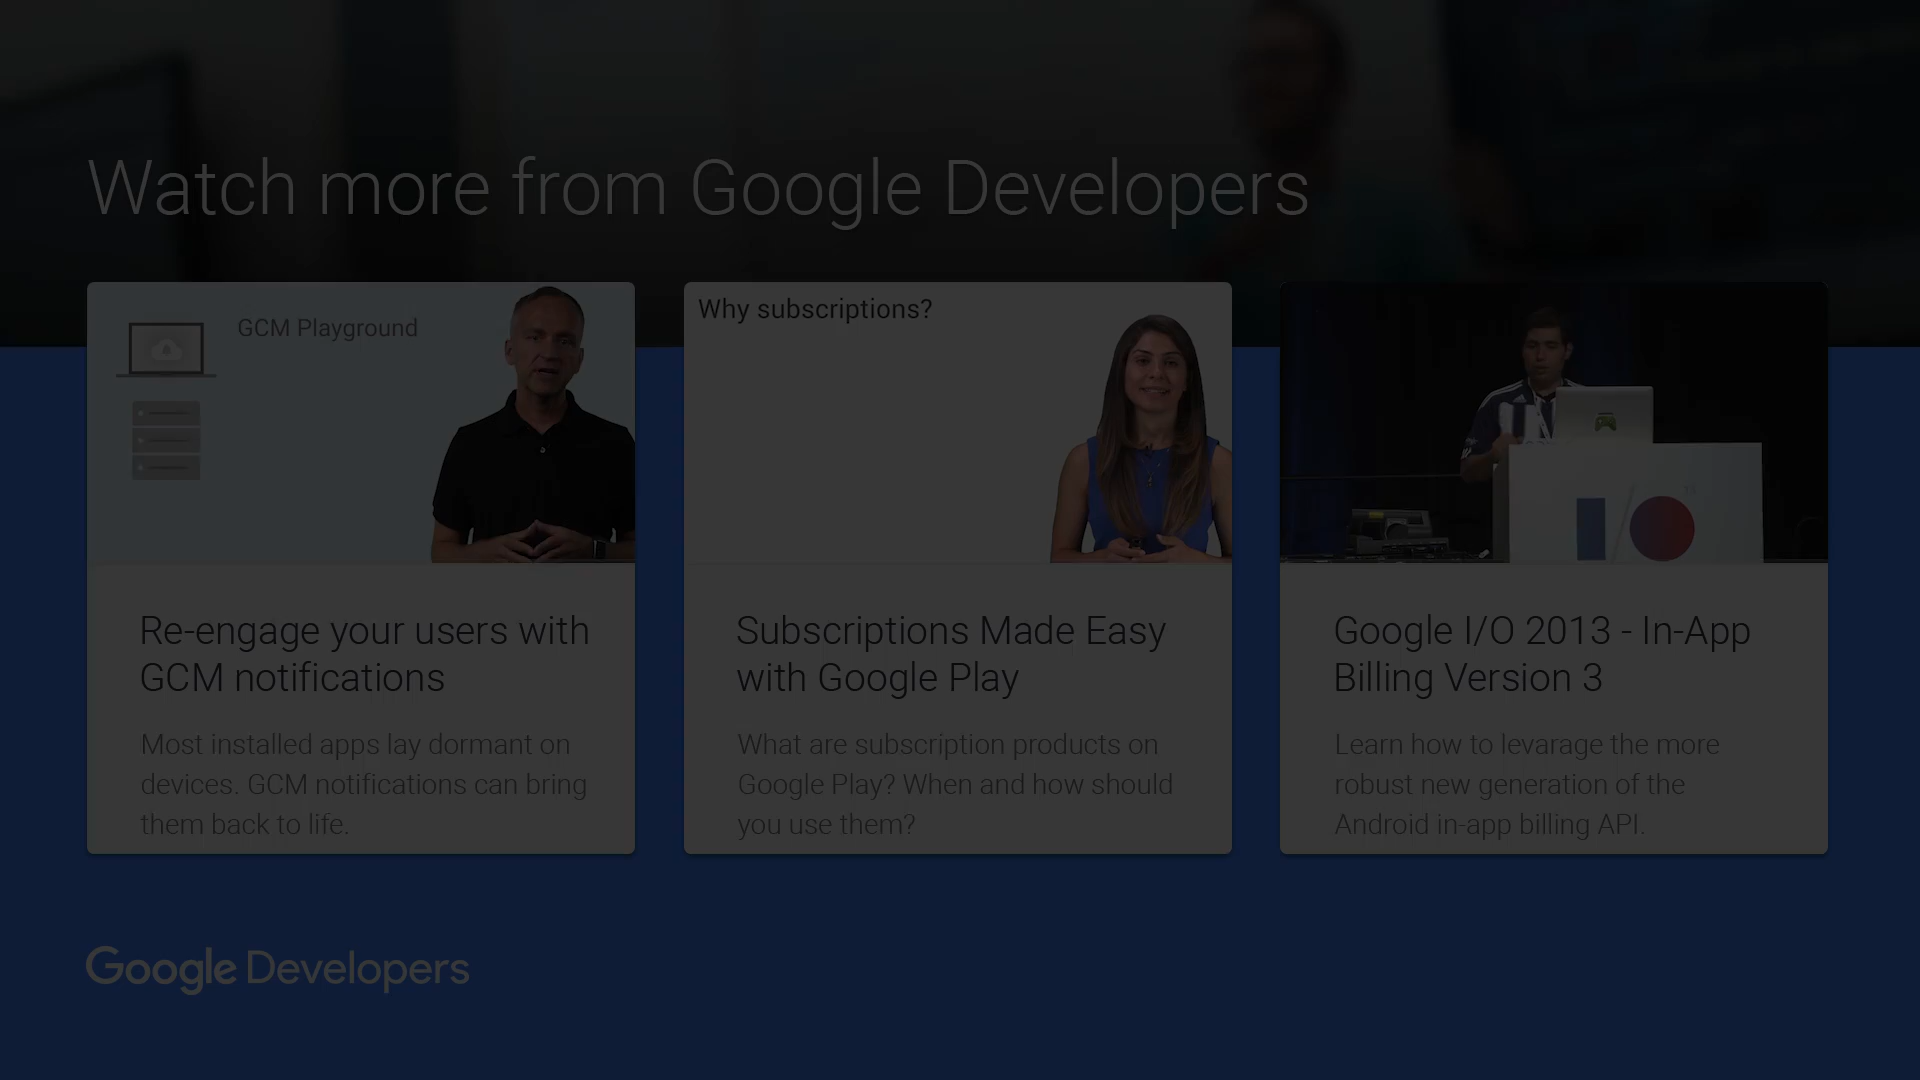 Watch more from Google Developers
GCM Playground
Re-engage your users with
GCM notifications
Most installed apps lay dormant on
devices. GCM notifications can bring
them back to life.
Why subscriptions?
Subscriptions Made Easy
with Google Play
What are subscription products on
Google Play? When and how should
you use them?
I/O
Google I/O 2013 - In-App
Billing Version 3
Learn how to levarage the more
robust new generation of the
Android in-app billing API.
Google Developers